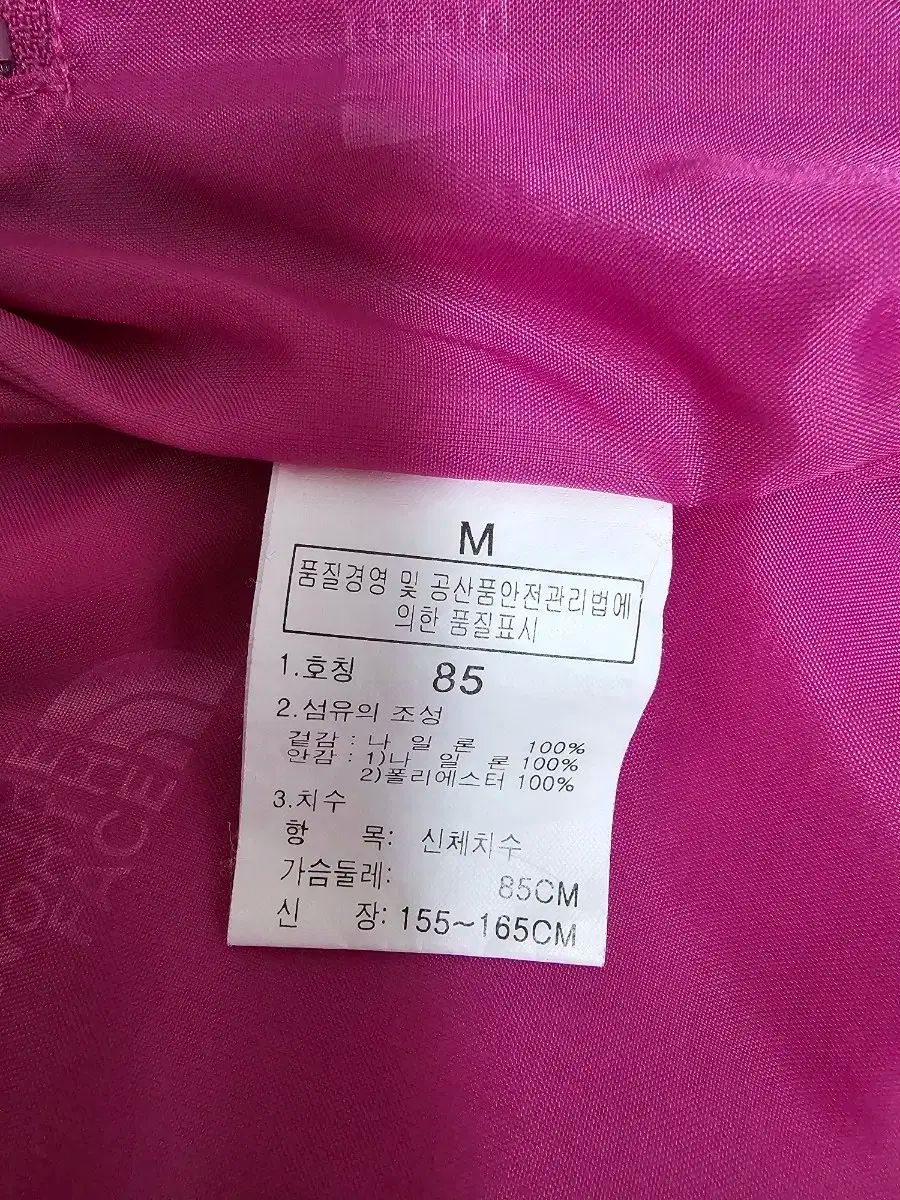 M
품질경영 및 공산품안전관리법에
의한 품질표시
1.호칭 85
2.섬유의 조성
겉감 : 나 일 론 100%
안감 : 1)나 일 론 100%
2)폴리에스터 100%
3.치수
항 목: 신체치수
가슴둘레: 85CM
신 장: 155~165CM
NORTH
FACE